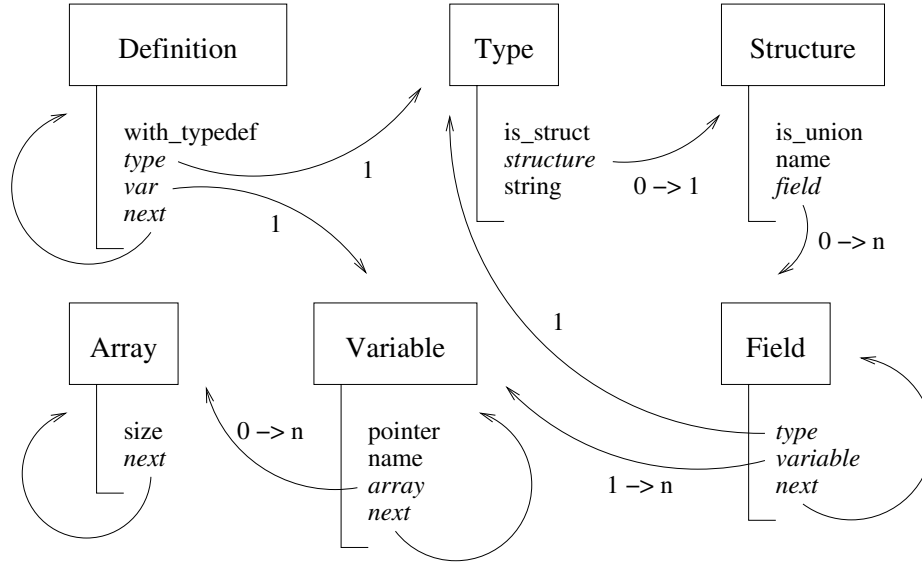 Definition
with_typedef
type
var
next
1
1
Type
is_struct
structure
string
0 -> 1
Structure
is_union
name
field
0 -> n
Array
size
next
0 -> n
Variable
pointer
name
array
next
1
1 -> n
Field
type
variable
next